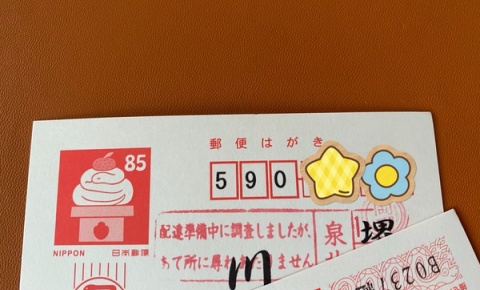 郵便はがき
85
590
NIPPON 日本郵便
配達準備中に調査しましたが、
あて所に尋ねあたりません
泉
堺
B0237